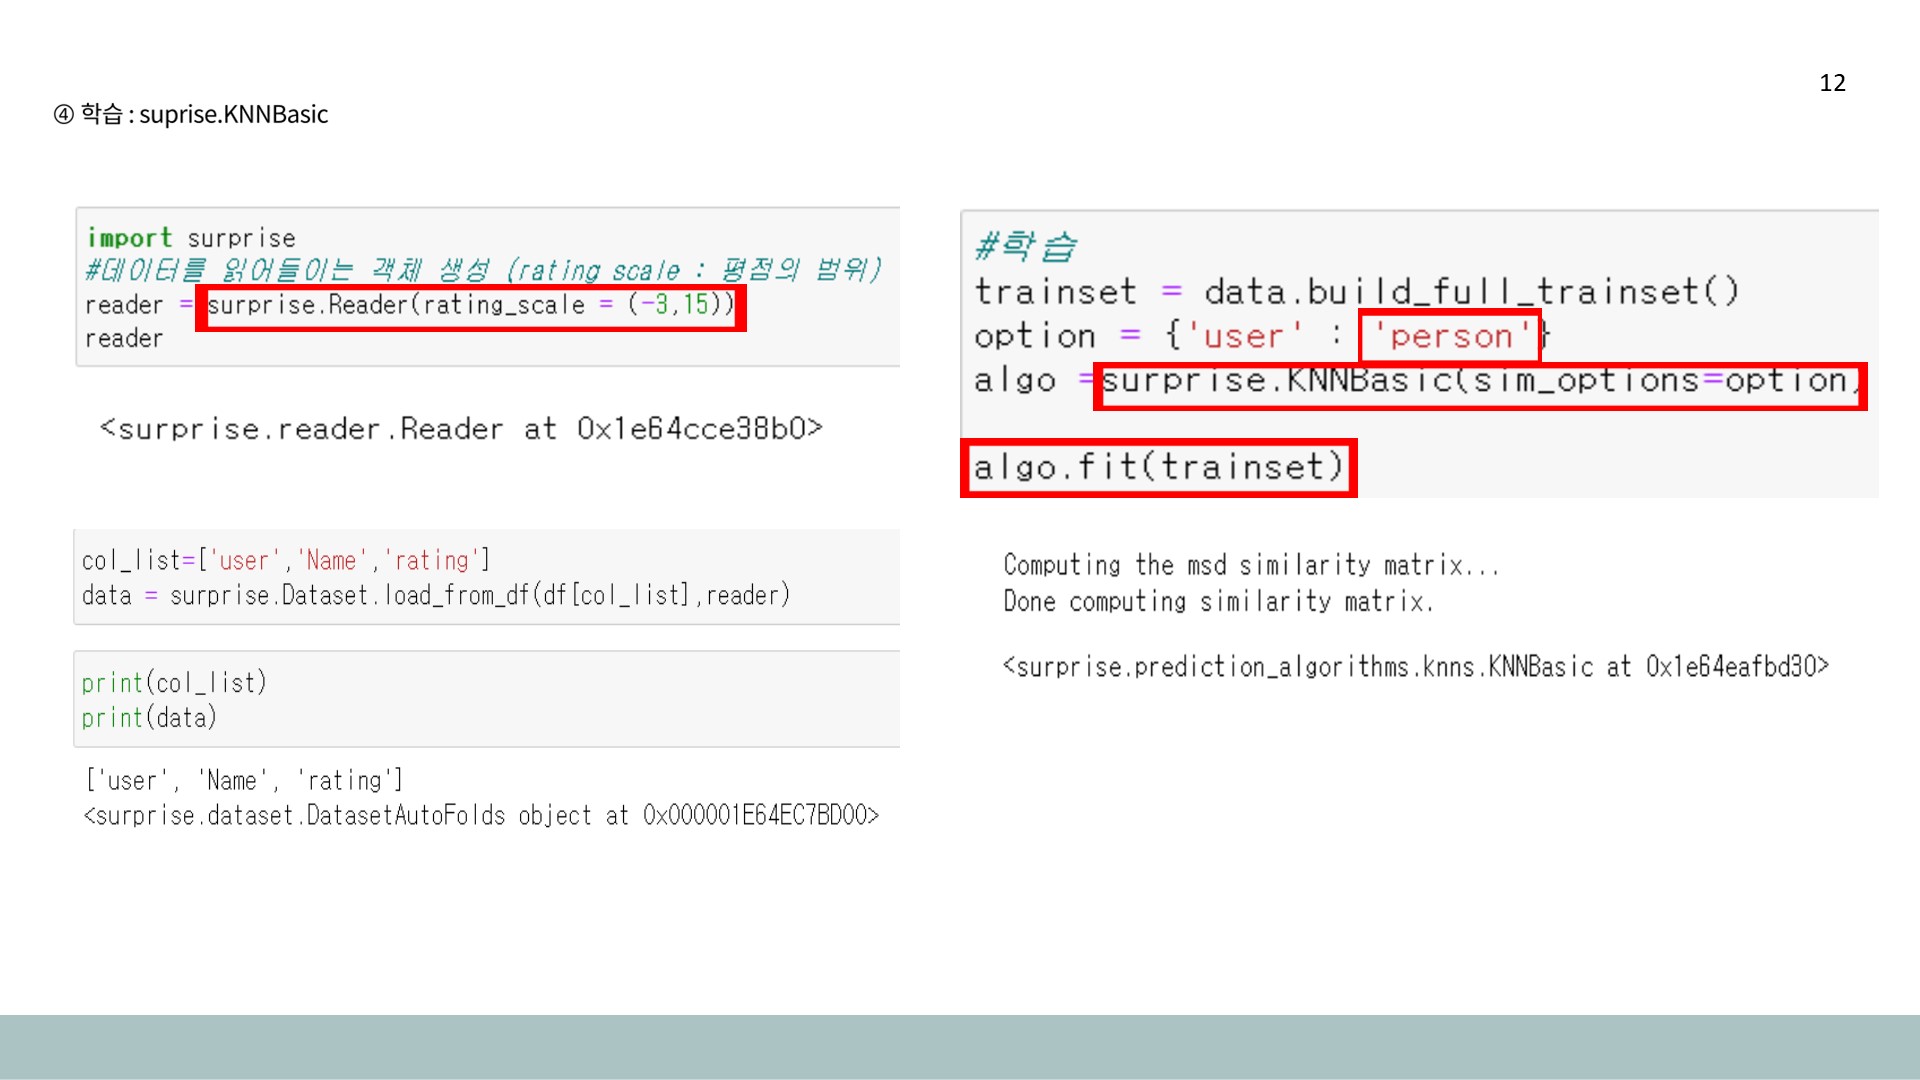 12
④ 학습 : suprise.KNNBasic
import surprise
#데이터를 읽어들이는 객체 생성 (rating scale : 평점의 범위)
reader = surprise.Reader(rating_scale = (-3,15))
reader
<surprise.reader.Reader at 0x1e64cce38b0>
col_list=['user','Name','rating']
data = surprise.Dataset.load_from_df(df[col_list],reader)
print(col_list)
print(data)
['user', 'Name', 'rating']
<surprise.dataset.DatasetAutoFolds object at 0x000001E64EC7BD00>
#학습
trainset = data.build_full_trainset()
option = {'user' : 'person'}
algo =surprise.KNNBasic(sim_options=option)
algo.fit(trainset)
Computing the msd similarity matrix...
Done computing similarity matrix.
<surprise.prediction_algorithms.knns.KNNBasic at 0x1e64eafbd30>